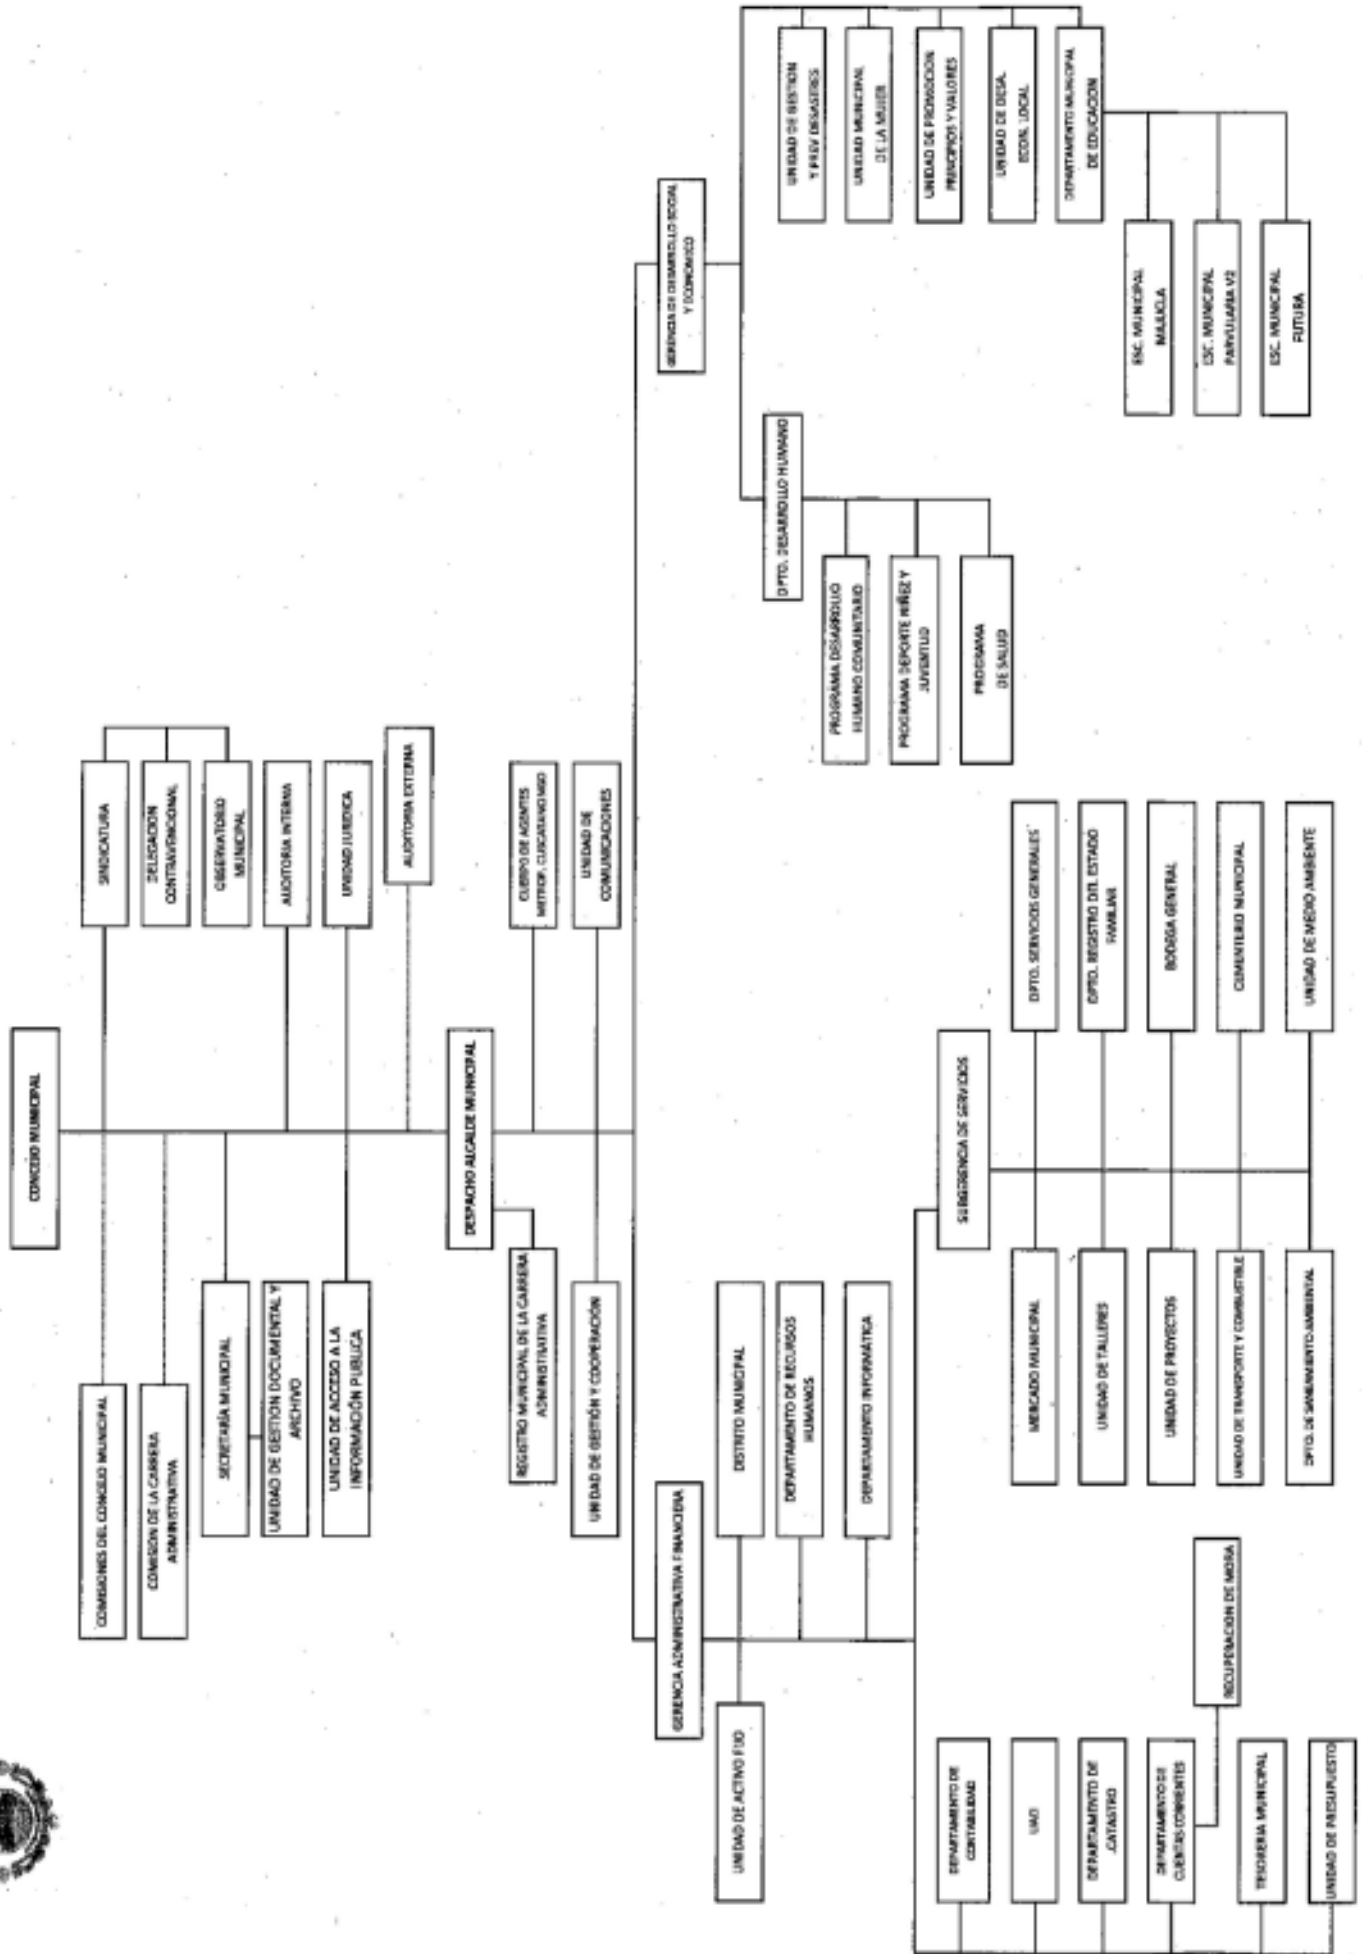 CONCEJO MUNICIPAL
COMISIONES DEL CONCEJO MUNICIPAL
SINDICATURA
COMISION DE LA CARRERA
ADMINISTRATIVA
DELEGACION
CONTRAVENCIONAL
SECRETARÍA MUNICIPAL
OBSERVATORIO
MUNICIPAL
UNIDAD DE GESTION DOCUMENTAL Y
ARCHIVO
AUDITORIA INTERNA
UNIDAD DE ACCESO A LA
INFORMACIÓN PUBLICA
UNIDAD JURIDICA
AUDITORIA EXTERNA
DESPACHO ALCALDE MUNICIPAL
REGISTRO MUNICIPAL DE LA CARRERA
ADMINISTRATIVA
CUERPO DE AGENTES
METROP. CUSCATANCINGO
UNIDAD DE GESTIÓN Y COOPERACIÓN
UNIDAD DE
COMUNICACIONES
GERENCIA ADMINISTRATIVA FINANCIERA
GERENCIA DE DESARROLLO SOCIAL
Y ECONOMICO
UNIDAD DE ACTIVO FIJO
DISTRITO MUNICIPAL
DEPARTAMENTO DE RECURSOS
HUMANOS
DEPARTAMENTO INFORMÁTICA
DPTO. DESARROLLO HUMANO
PROGRAMA DESARROLLO
HUMANO COMUNITARIO
PROGRAMA DEPORTE NIÑEZ Y
JUVENTUD
PROGRAMA
DE SALUD
UNIDAD DE GESTION
Y PREV DESASTRES
UNIDAD MUNICIPAL
DE LA MUJER
UNIDAD DE PROMOCION
PRINCIPIOS Y VALORES
UNIDAD DE DESA.
ECON. LOCAL
DEPARTAMENTO MUNICIPAL
DE EDUCACION
ESC. MUNICIPAL
ESC. MUNICIPAL
PARVULARIA V2
ESC. MUNICIPAL
FUTURA
DEPARTAMENTO DE
CONTABILIDAD
DEPARTAMENTO DE
CATASTRO
DEPARTAMENTO DE
CUENTAS CORRIENTES
RECUPERACION DE MORA
TESORERIA MUNICIPAL
UNIDAD DE PRESUPUESTO
SUBGERENCIA DE SERVICIOS
MERCADO MUNICIPAL
DPTO. SERVICIOS GENERALES
UNIDAD DE TALLERES
DPTO. REGISTRO DEL ESTADO
FAMILIAR
UNIDAD DE PROYECTOS
BODEGA GENERAL
UNIDAD DE TRANSPORTE Y COMBUSTIBLE
CEMENTERIO MUNICIPAL
DPTO. DE SANEAMIENTO AMBIENTAL
UNIDAD DE MEDIO AMBIENTE